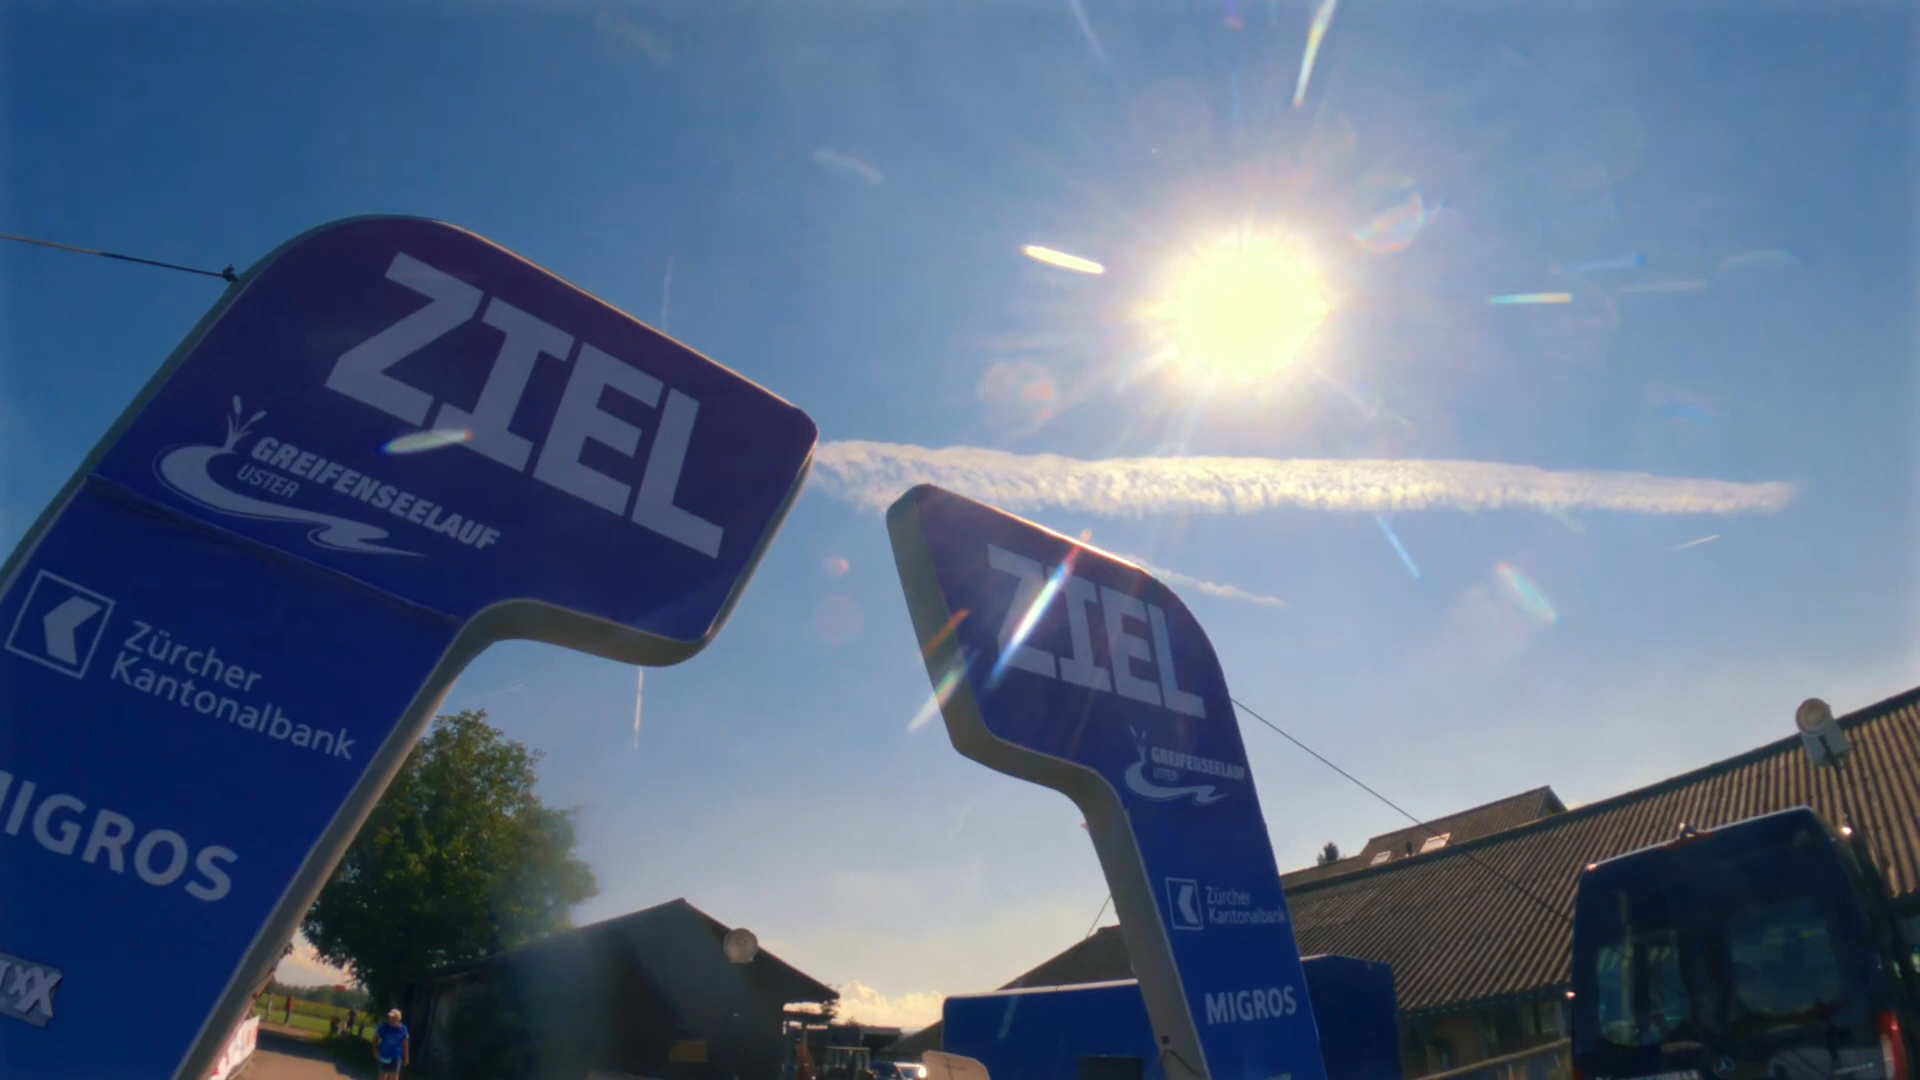 ZIEL
GREIFENSEELAUF
USTER
Zürcher
Kantonalbank
MIGROS
ZIEL
GREIFENSEELAUF
USTER
Zürcher
Kantonalbank
MIGROS